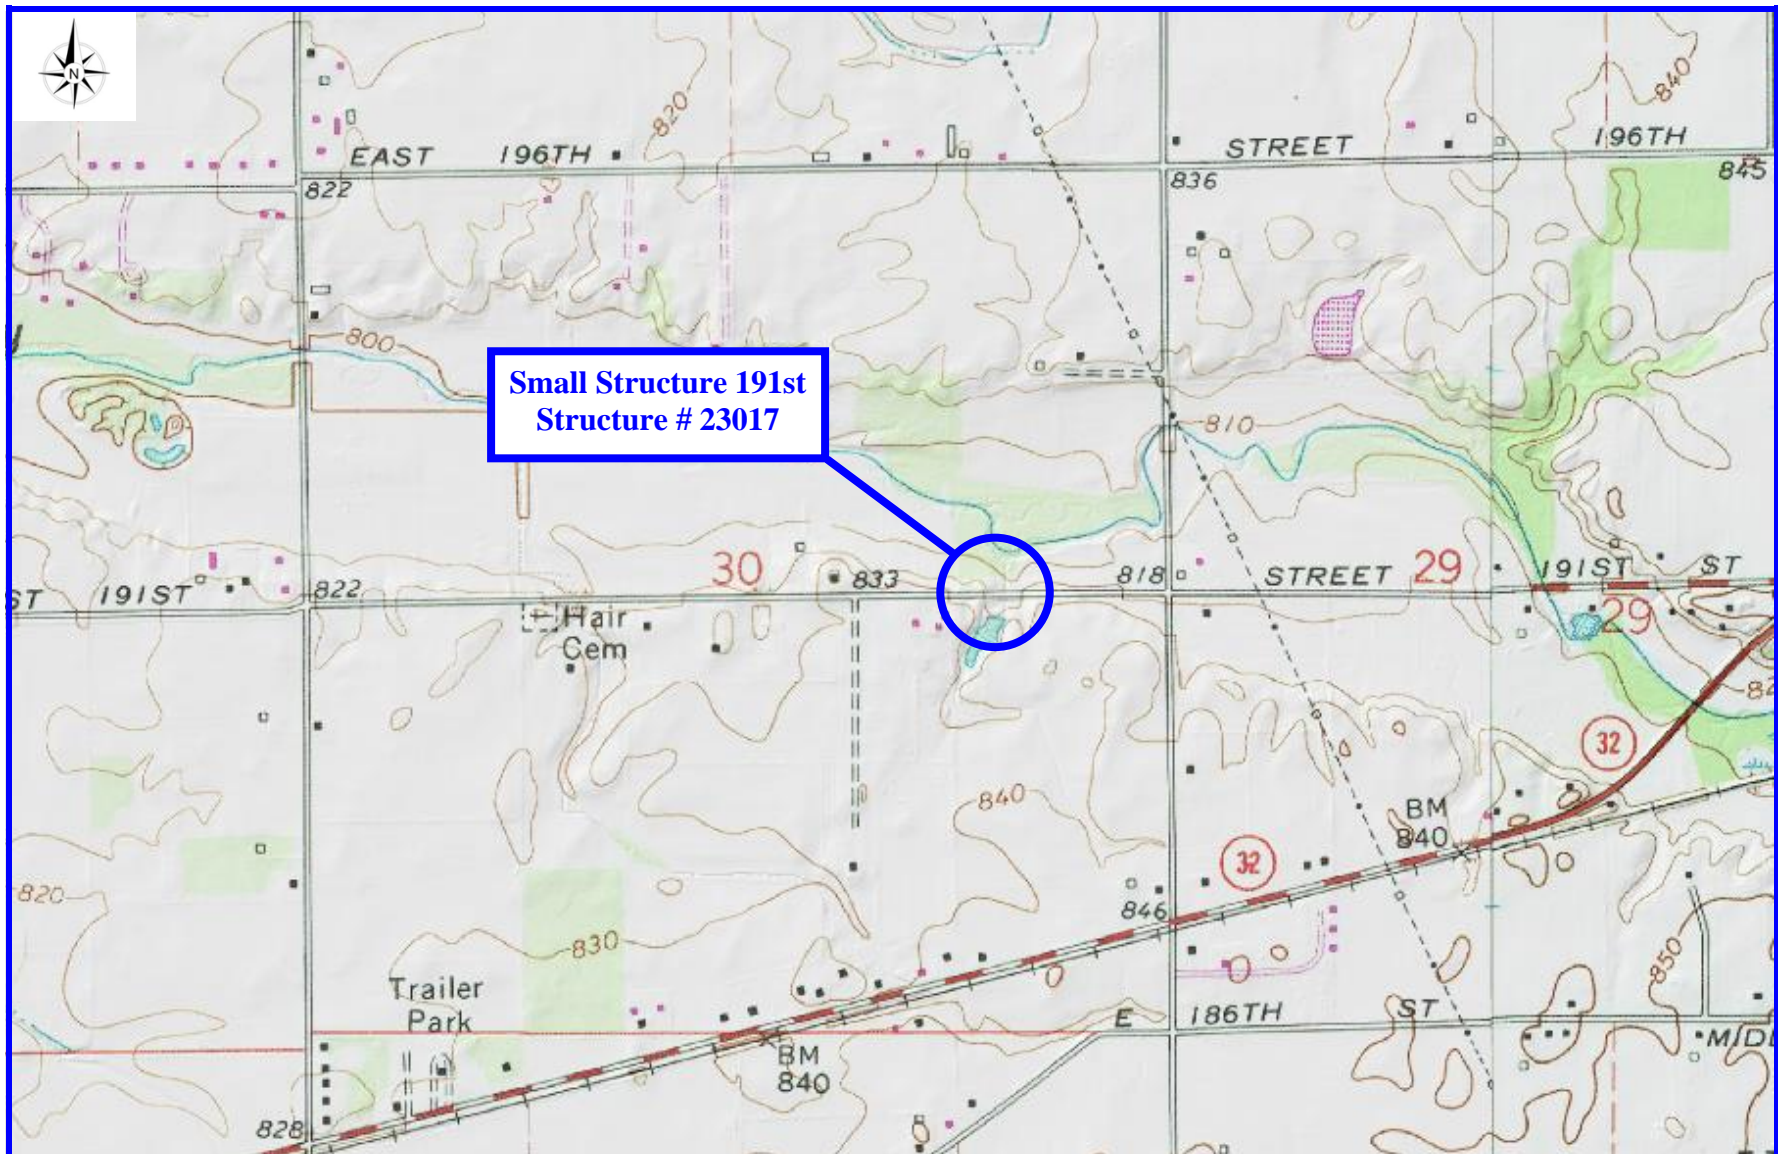 N
820
840
EAST 196TH STREET 196TH
822 836 845
800
Small Structure 191st
Structure # 23017
810
30 833 818 STREET 29 191ST ST
ST 191ST 822
Hair
Cem
29
32
840
BM
840
32
820
846
830
850
Trailer
Park
E 186TH ST
BM
840
828